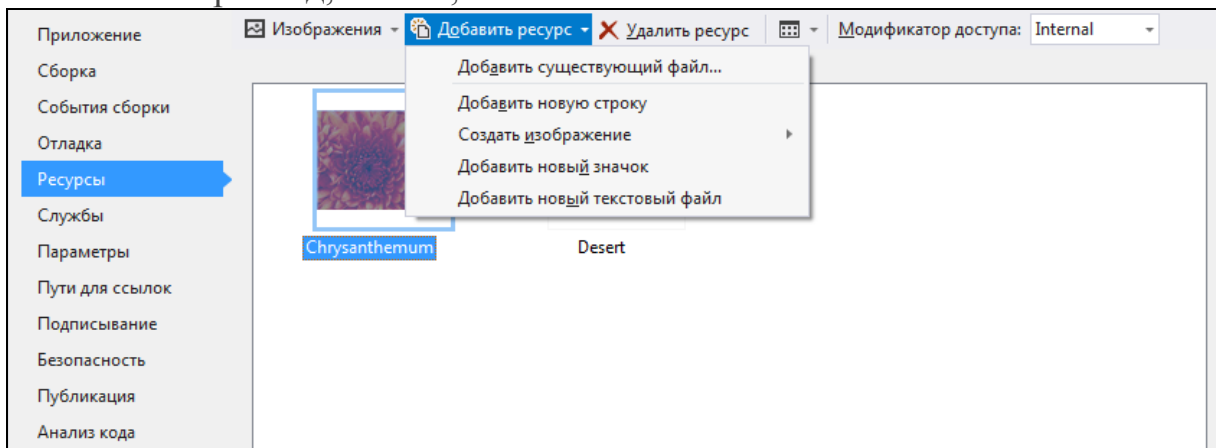 Изображения Добавить ресурс Удалить ресурс Модификатор доступа: Internal
Приложение
Сборка
События сборки
Отладка
Ресурсы
Службы
Параметры
Пути для ссылок
Подписывание
Безопасность
Публикация
Анализ кода
Добавить существующий файл...
Добавить новую строку
Создать изображение
Добавить новый значок
Добавить новый текстовый файл
Chrysanthemum
Desert